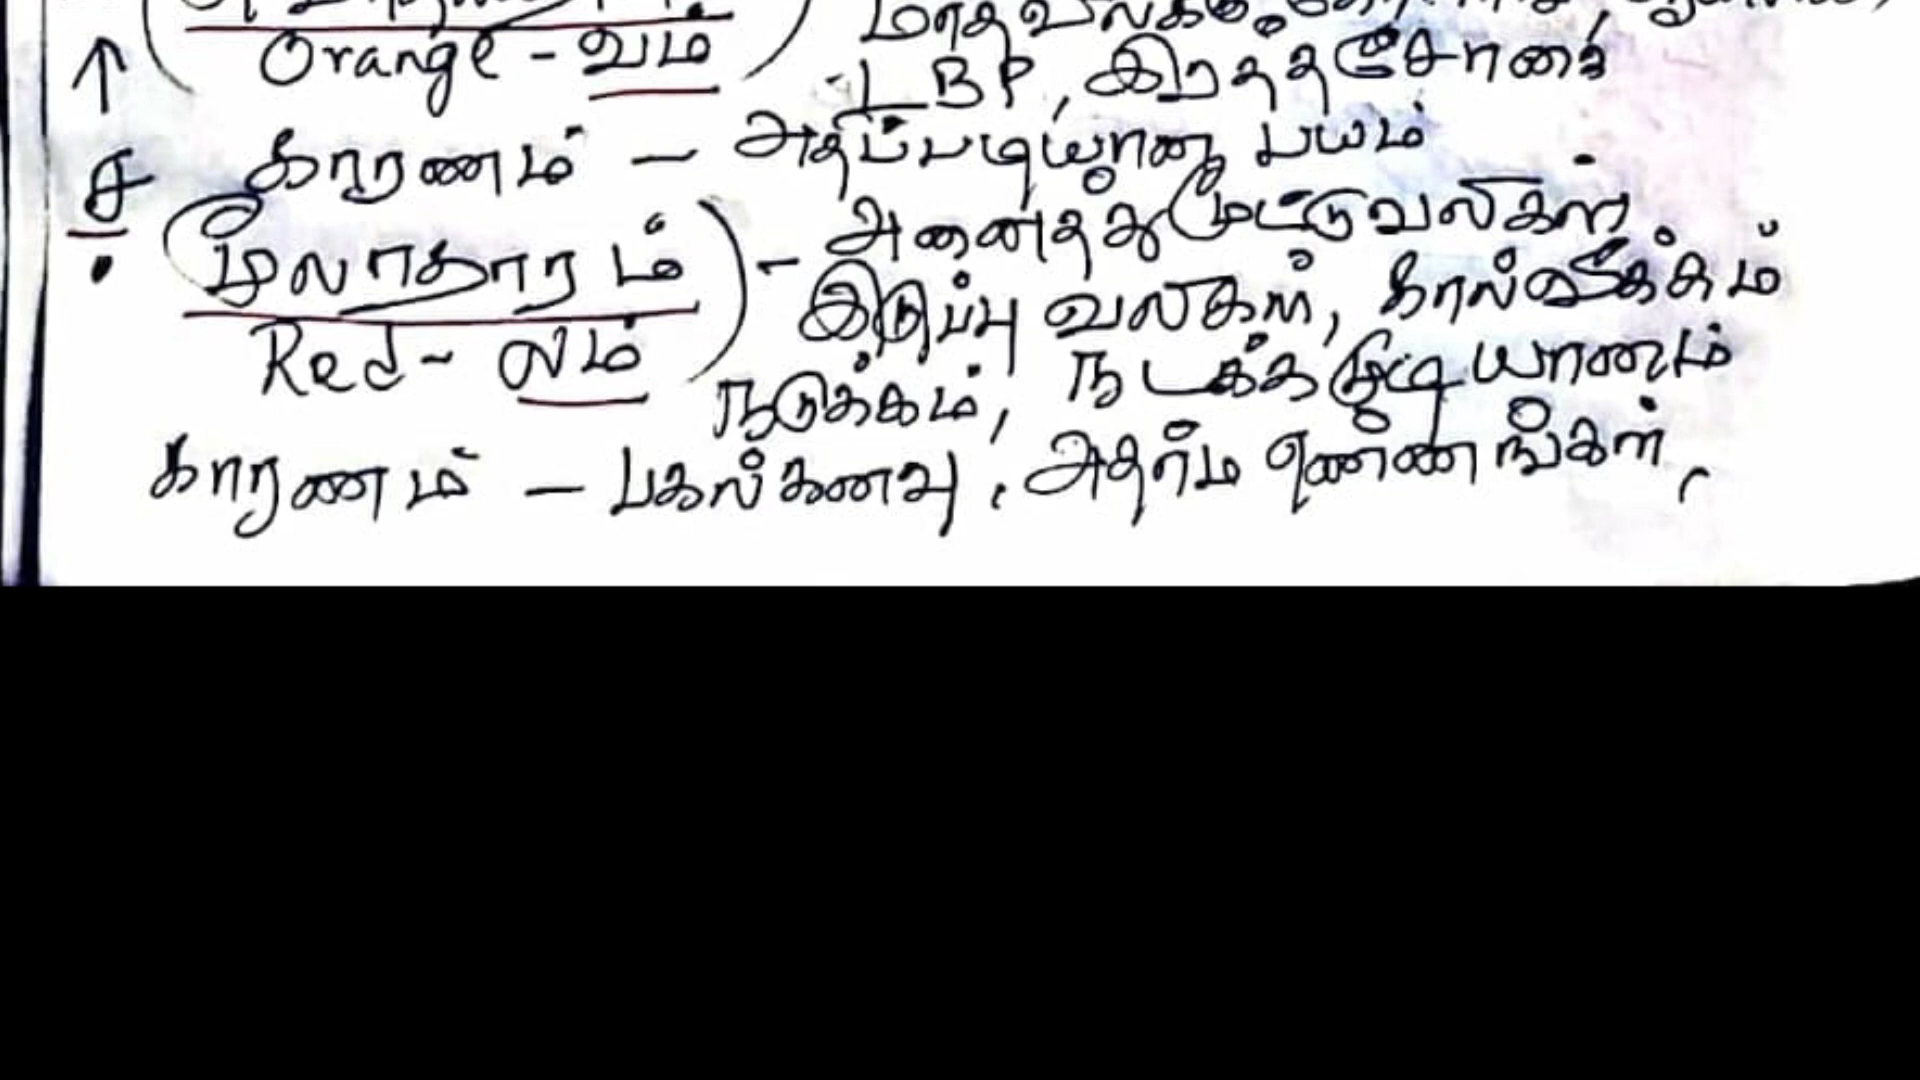 Orange - வம்
LBP, இரத்த சோகை
ச காரணம் – அதிப்படியான பயம்
(மூலாதாரம்) – அனைத்து மூட்டுவலிகள்
இடுப்பு வலிகள், கால்வீக்கம்
Red - லம்
நடுக்கம், நடக்கமுடியாணம்
காரணம் – பகல்கனவு, அதர்ம எண்ணங்கள்,